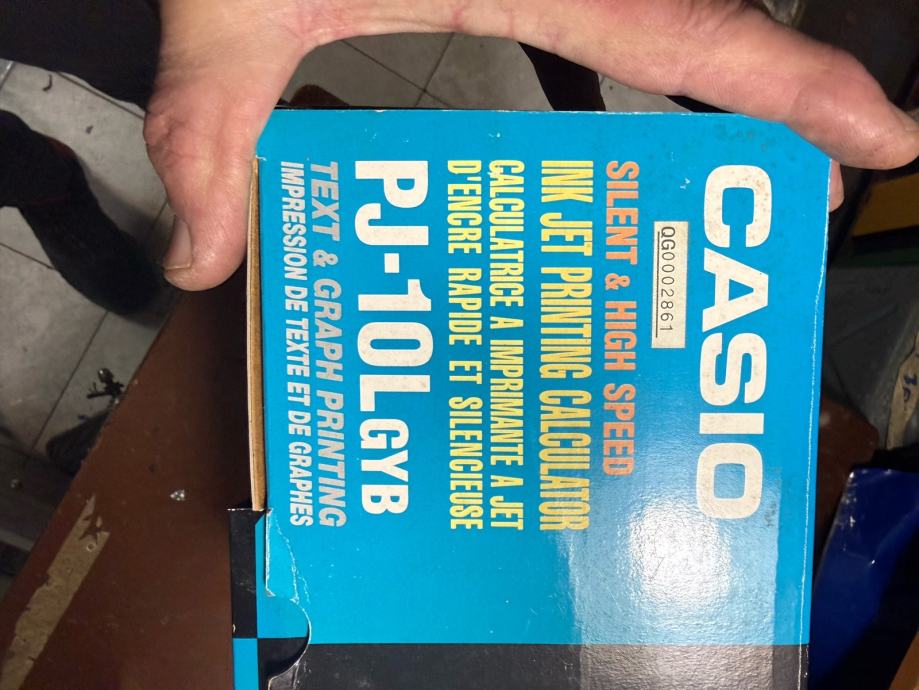 CASIO
QG0002861
SILENT & HIGH SPEED
INK JET PRINTING CALCULATOR
CALCULATRICE A IMPRIMANTE A JET
D'ENCRE RAPIDE ET SILENCIEUSE
PJ-10LGYB
TEXT & GRAPH PRINTING
IMPRESSION DE TEXTE ET DE GRAPHES